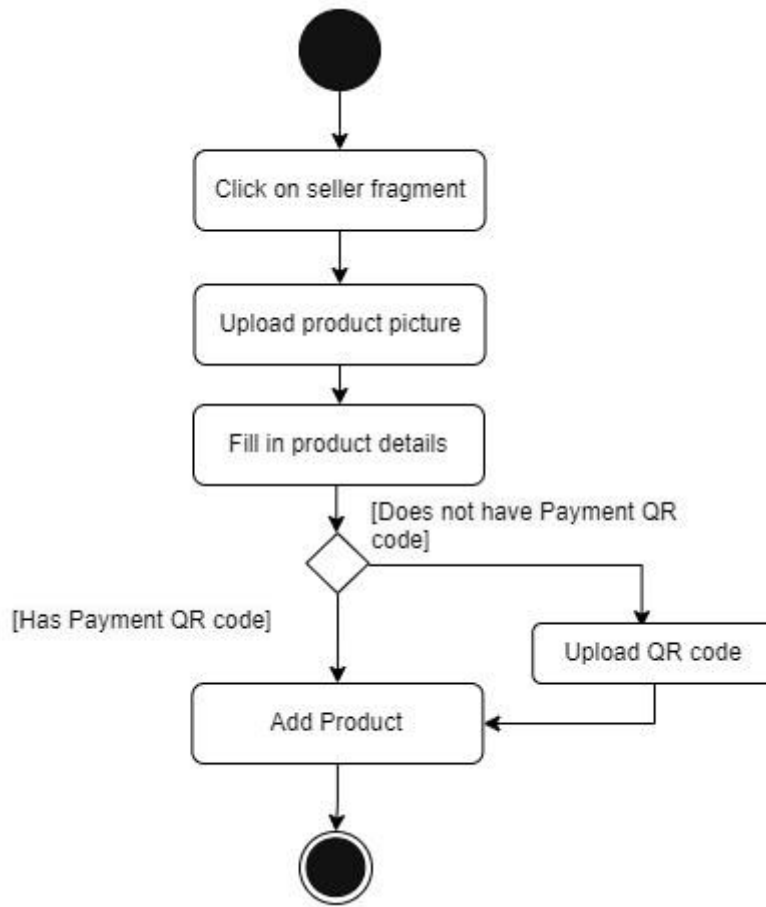 Click on seller fragment
Upload product picture
Fill in product details
[Does not have Payment QR
code]
[Has Payment QR code]
Upload QR code
Add Product